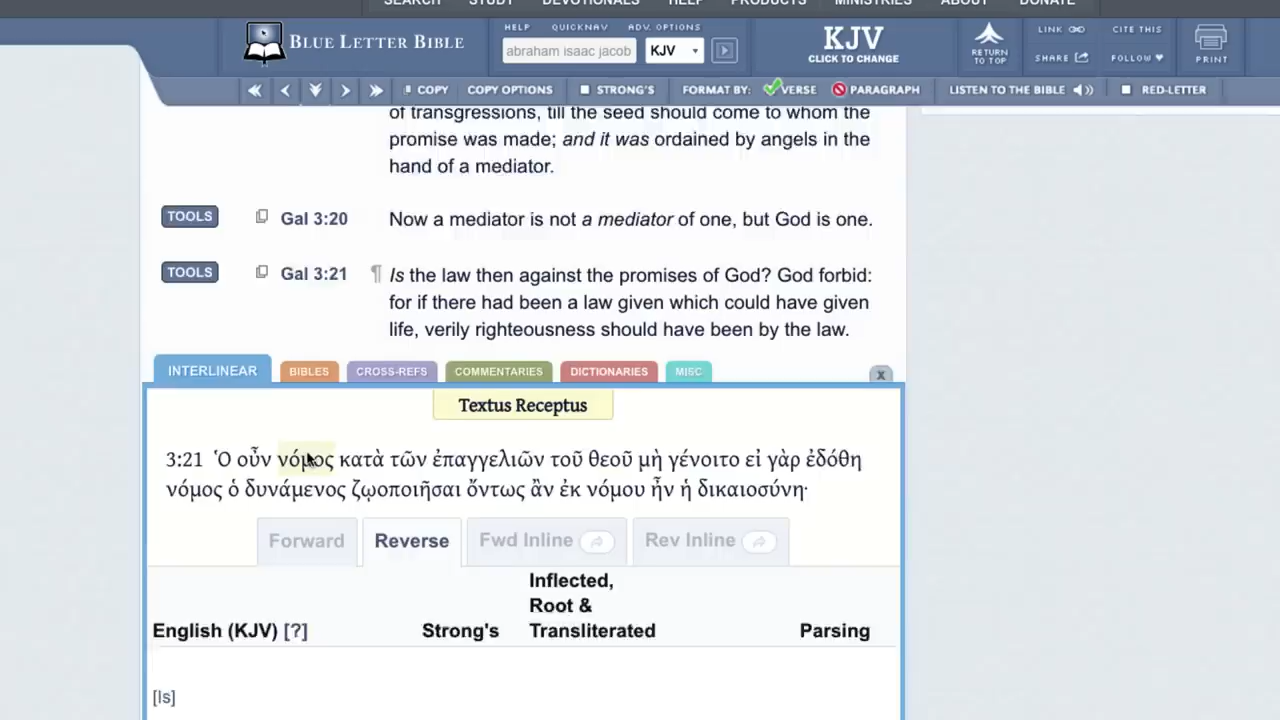 SEARCH STUDY DEVOTIONALS HELP PRODUCTS MINISTRIES ABOUT DONATE
BLUE LETTER BIBLE
HELP QUICKNAV ADV. OPTIONS
abraham isaac jacob KJV
KJV
CLICK TO CHANGE
RETURN
TO TOP
LINK CITE THIS
SHARE FOLLOW
PRINT
COPY COPY OPTIONS STRONG'S FORMAT BY: VERSE PARAGRAPH LISTEN TO THE BIBLE RED-LETTER
of transgressions, till the seed should come to whom the
promise was made; and it was ordained by angels in the
hand of a mediator.
TOOLS Gal 3:20 Now a mediator is not a mediator of one, but God is one.
TOOLS Gal 3:21 ¶ Is the law then against the promises of God? God forbid:
for if there had been a law given which could have given
life, verily righteousness should have been by the law.
INTERLINEAR BIBLES CROSS-REFS COMMENTARIES DICTIONARIES MISC x
Textus Receptus
3:21 Ὁ οὖν νόμος κατὰ τῶν ἐπαγγελιῶν τοῦ θεοῦ μὴ γένοιτο εἰ γὰρ ἐδόθη
νόμος ὁ δυνάμενος ζῳοποιῆσαι ὄντως ἂν ἐκ νόμου ἦν ἡ δικαιοσύνη·
Forward Reverse Fwd Inline Rev Inline
Inflected,
Root &
English (KJV) [?] Strong's Transliterated Parsing
[Is]